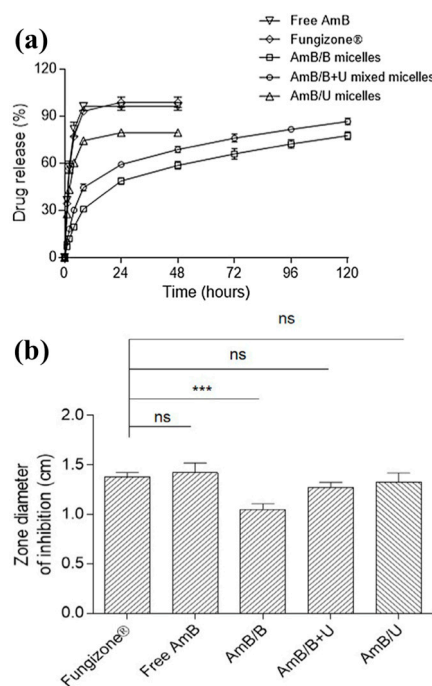 (a)
Free AmB
Fungizone®
AmB/B micelles
AmB/B+U mixed micelles
AmB/U micelles
120
90
60
30
0
Drug release (%)
0 24 48 72 96 120
Time (hours)
(b)
ns
ns
***
ns
2.0
1.5
1.0
0.5
0.0
Zone diameter
of inhibition (cm)
Fungizone®
Free AmB
AmB/B
AmB/B+U
AmB/U